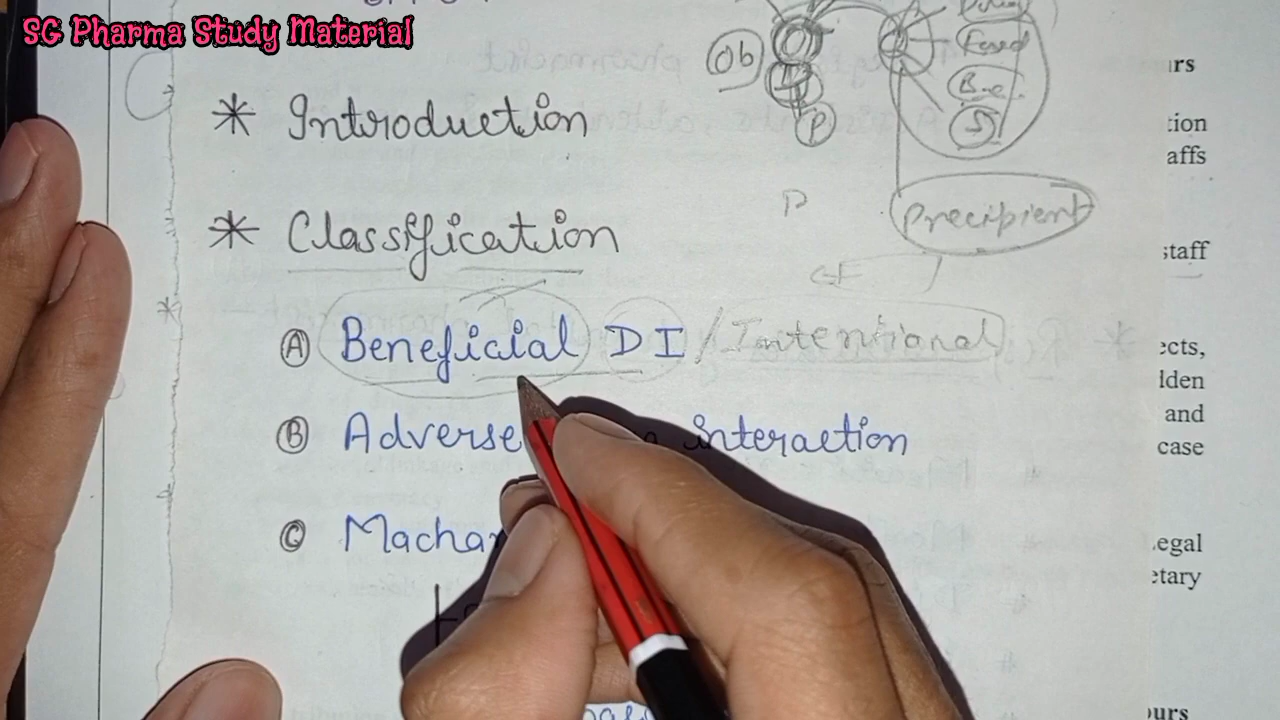 SG Pharma Study Material
Ob
Food
P
* Introduction
Precipient
* Classification
A Beneficial DI / Intentional
B Adverse interaction
C Machan
urs
tion
affs
staff
ects,
lden
and
case
egal
etary
ours